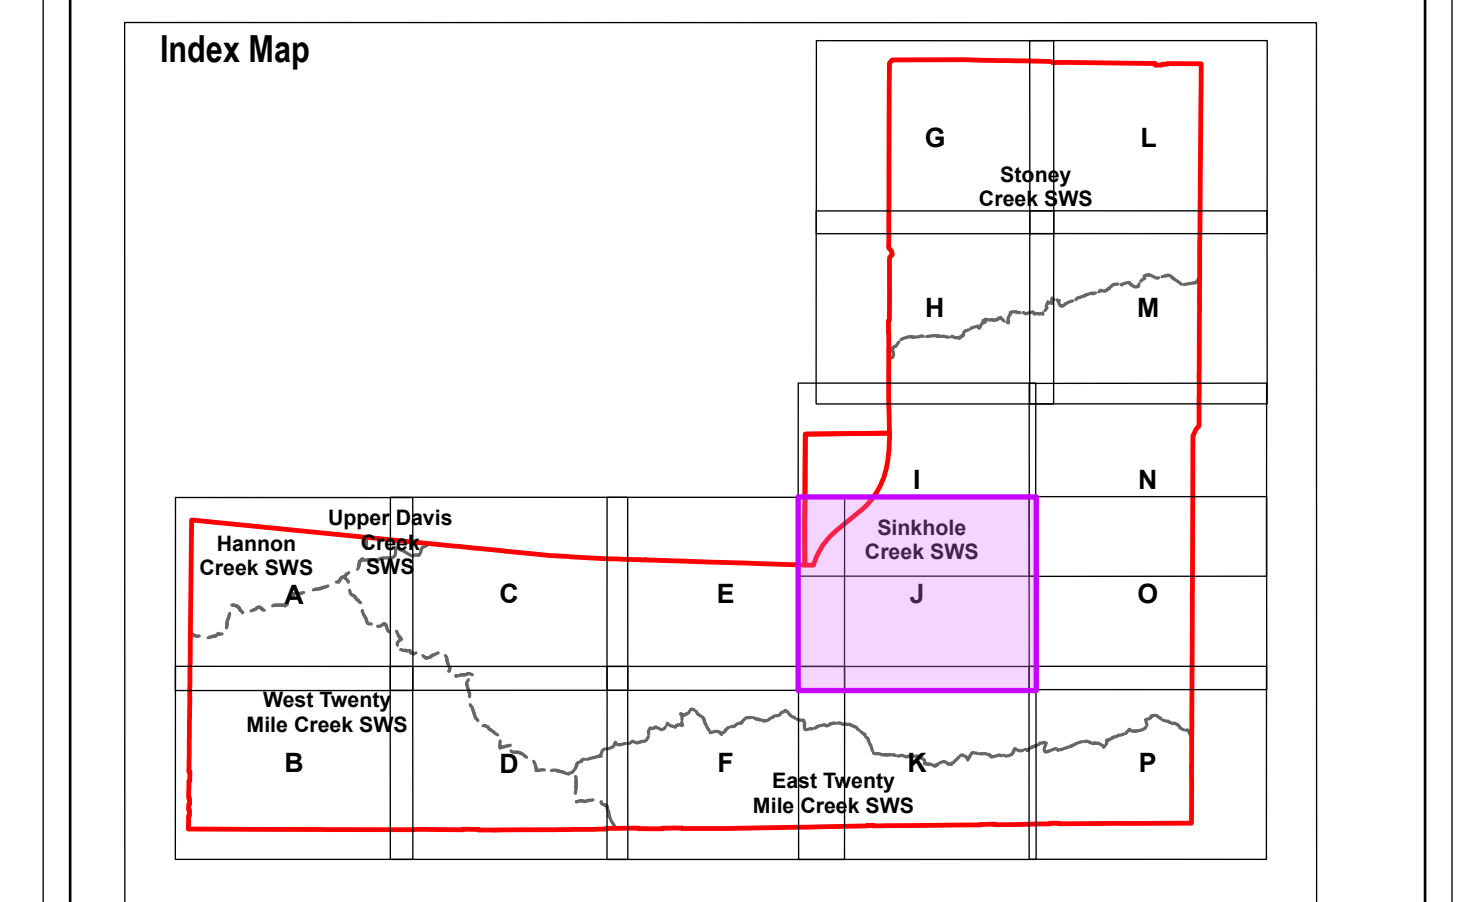 Index Map
G
L
Stoney
Creek SWS
H
M
I
N
Upper Davis
Creek
SWS
Hannon
Creek SWS
Sinkhole
Creek SWS
A
C
E
J
O
West Twenty
Mile Creek SWS
B
D
F
K
P
East Twenty
Mile Creek SWS